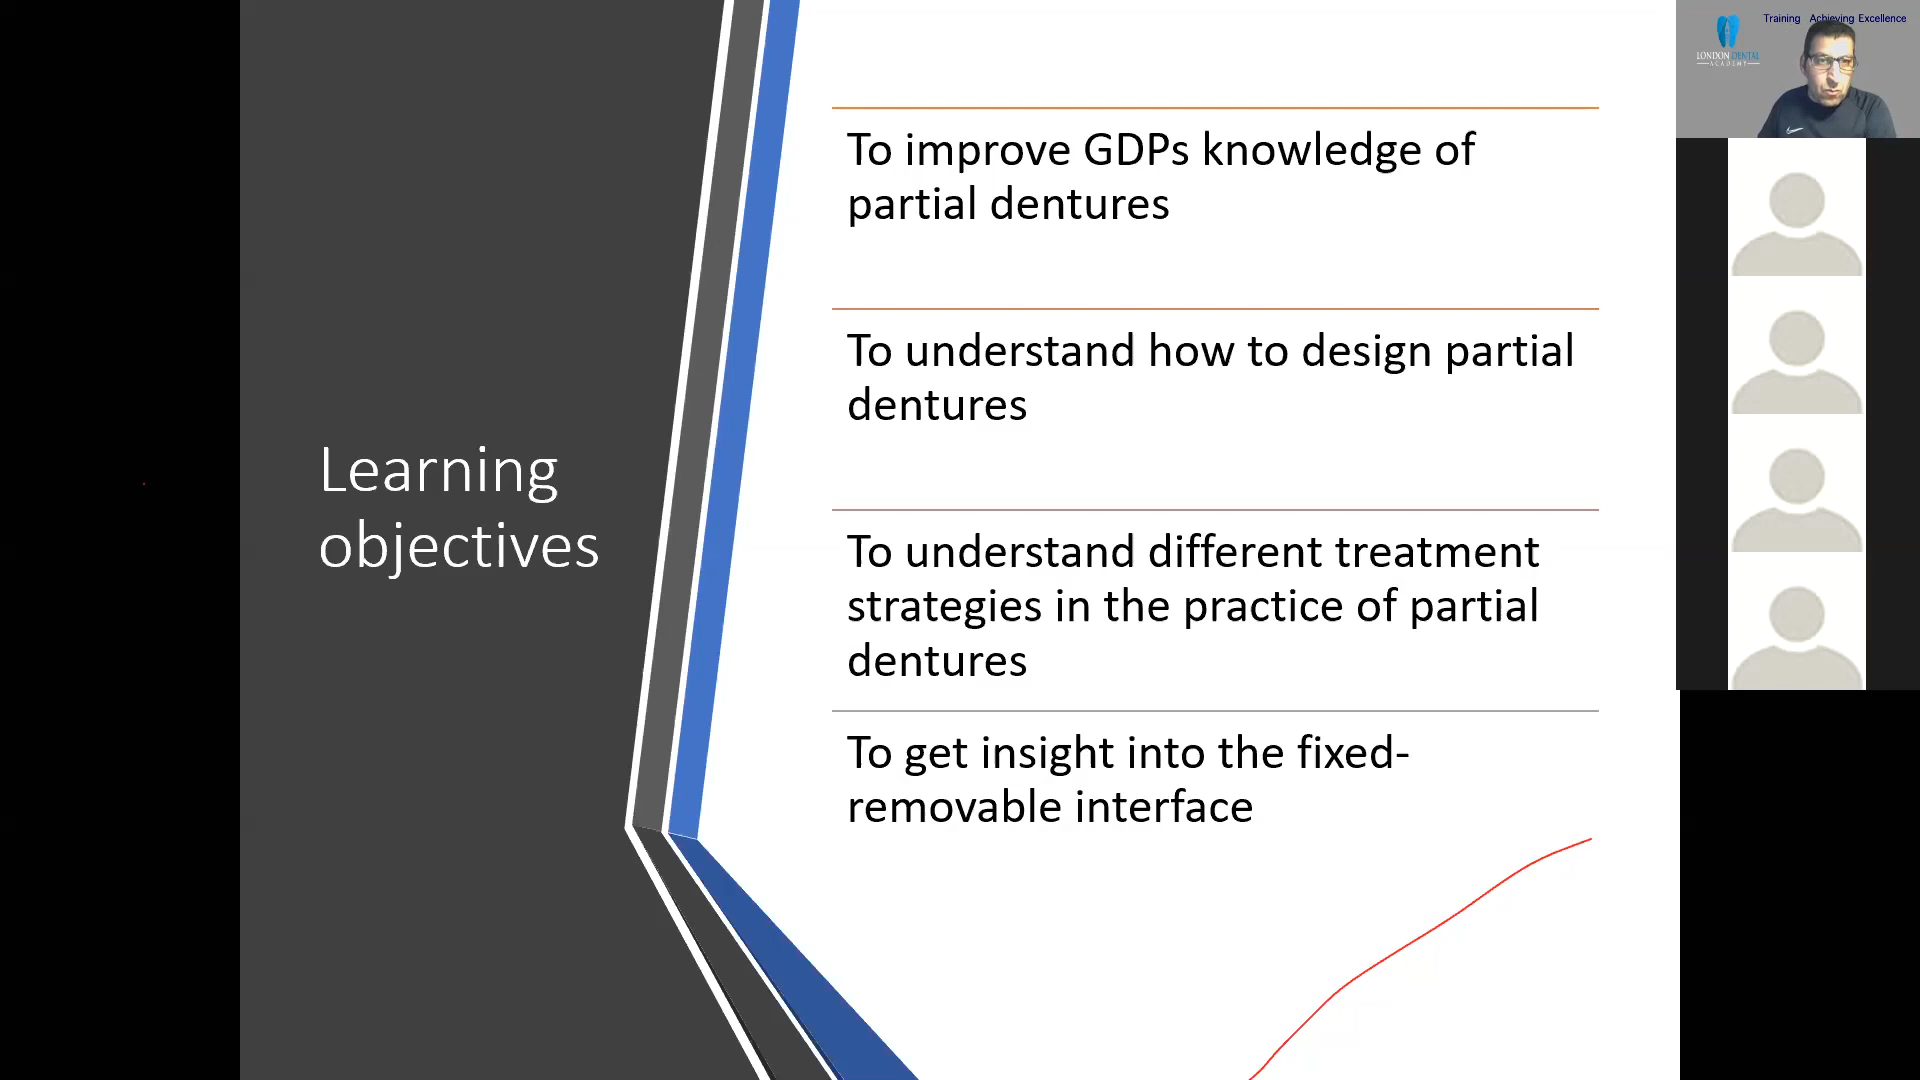 Learning
objectives
To improve GDPs knowledge of
partial dentures
To understand how to design partial
dentures
To understand different treatment
strategies in the practice of partial
dentures
To get insight into the fixed-
removable interface
Training Achieving Excellence
LONDON DENTAL
ACADEMY